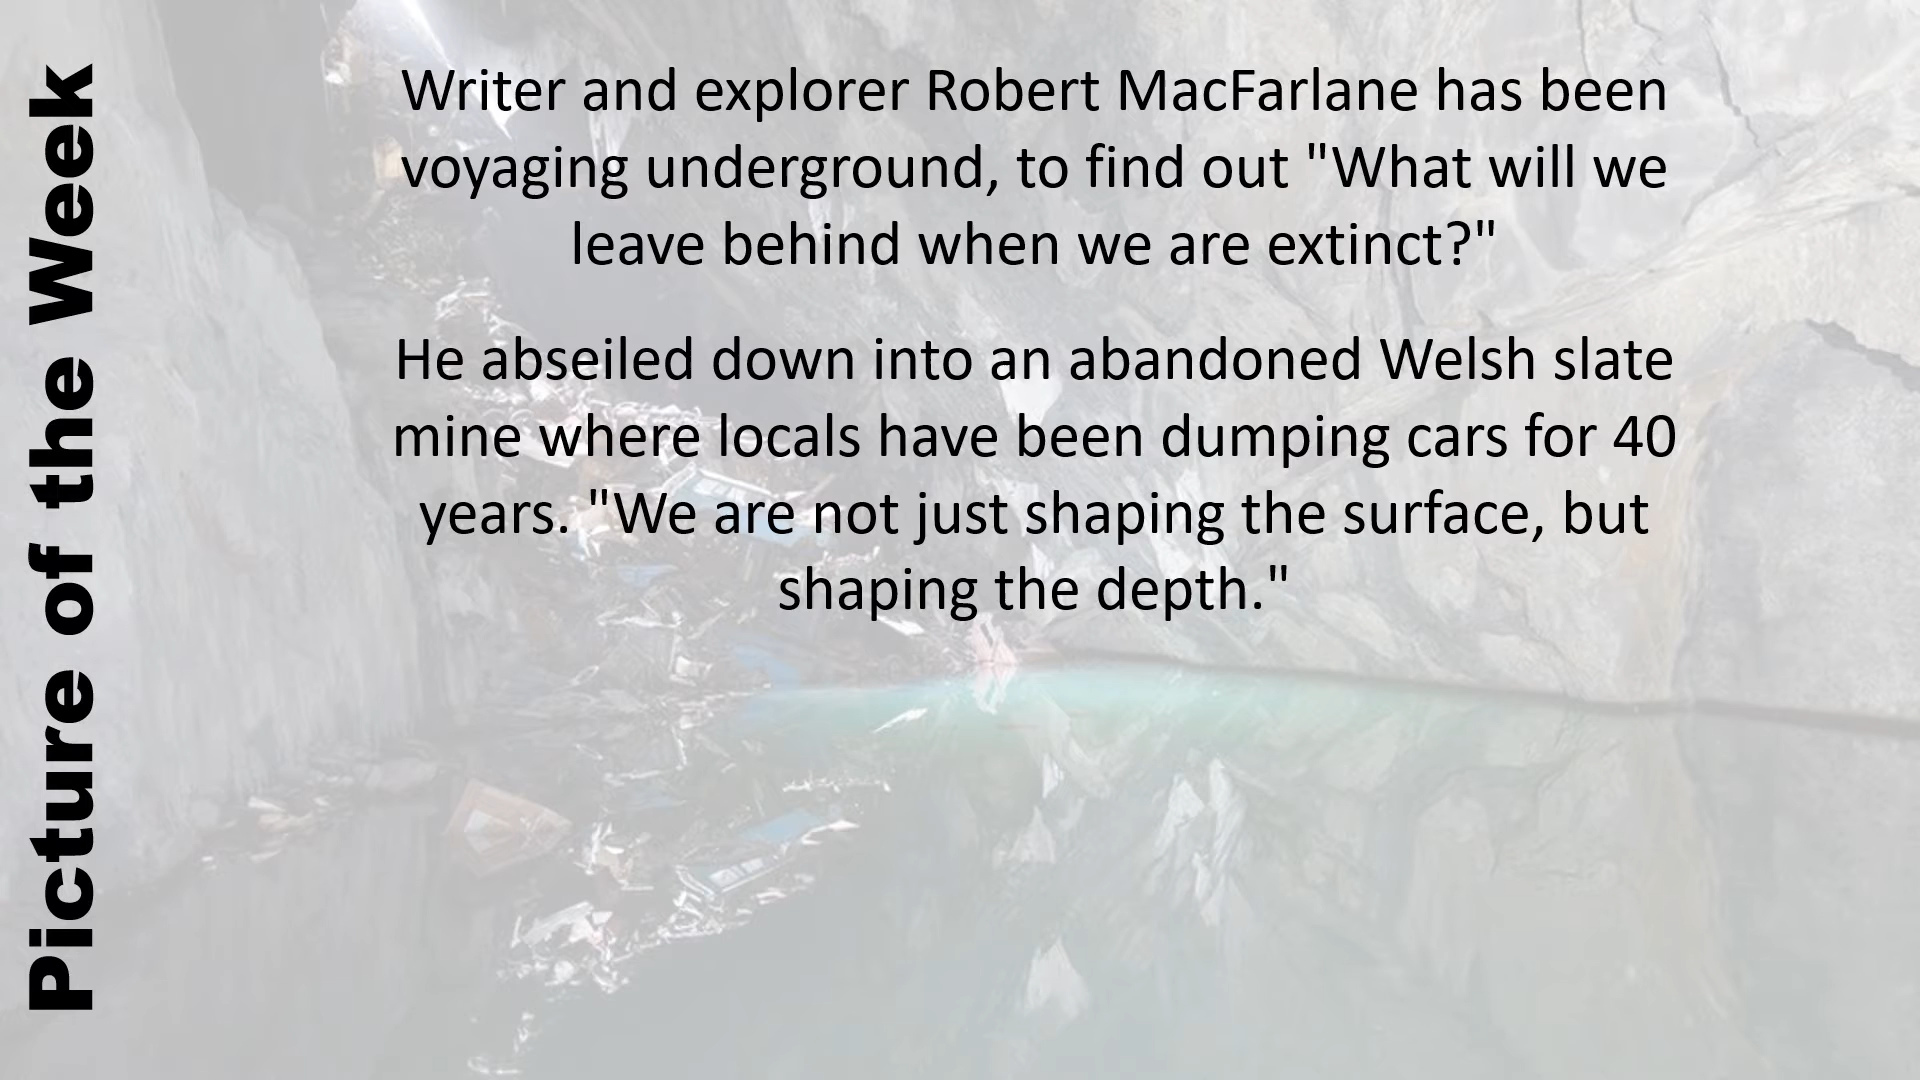 Picture of the Week
Writer and explorer Robert MacFarlane has been
voyaging underground, to find out "What will we
leave behind when we are extinct?"
He abseiled down into an abandoned Welsh slate
mine where locals have been dumping cars for 40
years. "We are not just shaping the surface, but
shaping the depth."